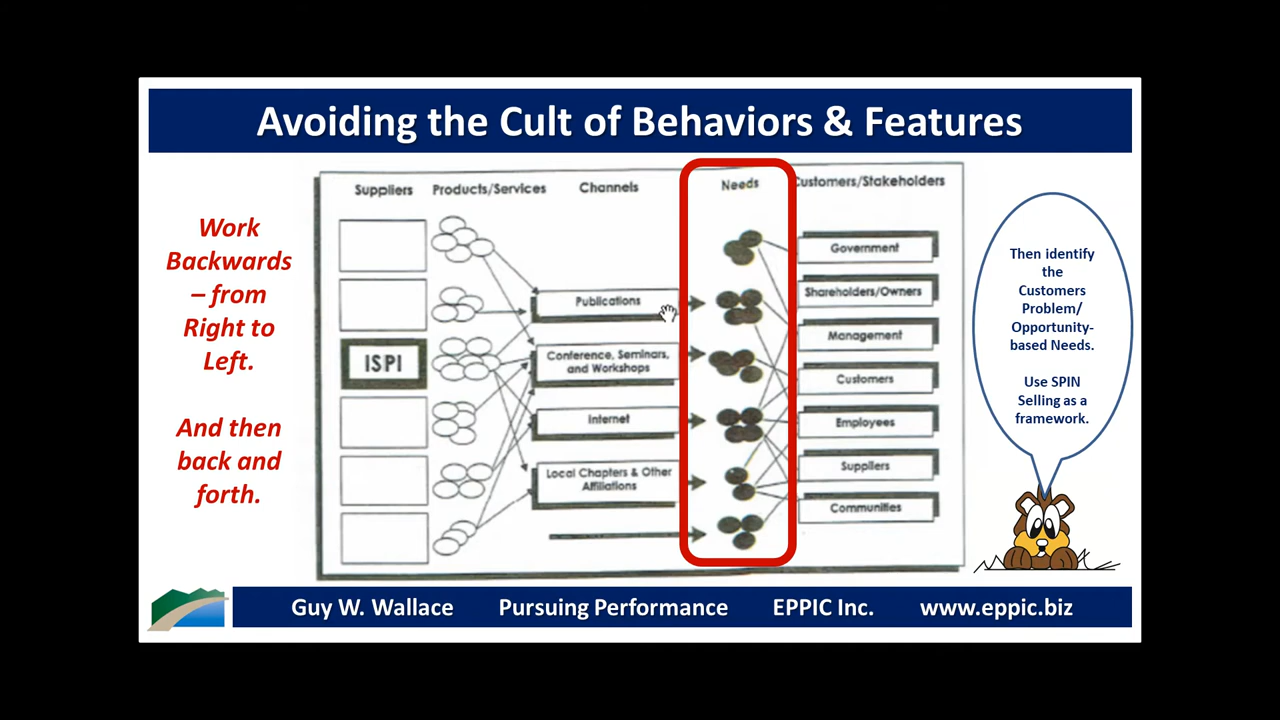 Avoiding the Cult of Behaviors & Features
Work
Backwards
– from
Right to
Left.
And then
back and
forth.
Suppliers
Products/Services
Channels
Needs
Customers/Stakeholders
ISPI
Publications
Conference, Seminars,
and Workshops
Internet
Local Chapters & Other
Affiliations
Government
Shareholders/Owners
Management
Customers
Employees
Suppliers
Communities
Then identify
the
Customers
Problem/
Opportunity-
based Needs.
Use SPIN
Selling as a
framework.
Guy W. Wallace Pursuing Performance EPPIC Inc. www.eppic.biz